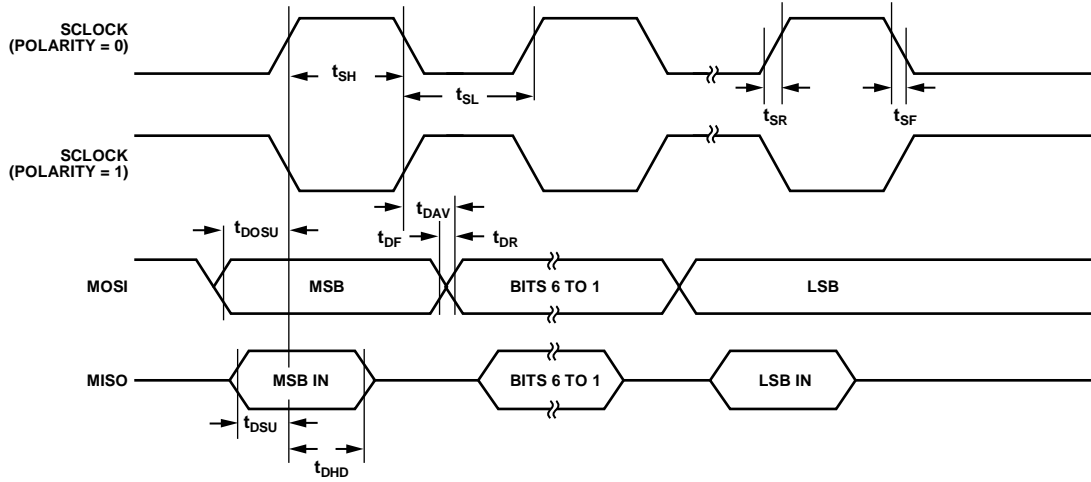 SCLOCK
(POLARITY = 0)
tSH
tSL
tSR
tSF
SCLOCK
(POLARITY = 1)
tDAV
tDOSU
tDF
tDR
MOSI
MSB
BITS 6 TO 1
LSB
MISO
MSB IN
BITS 6 TO 1
LSB IN
tDSU
tDHD